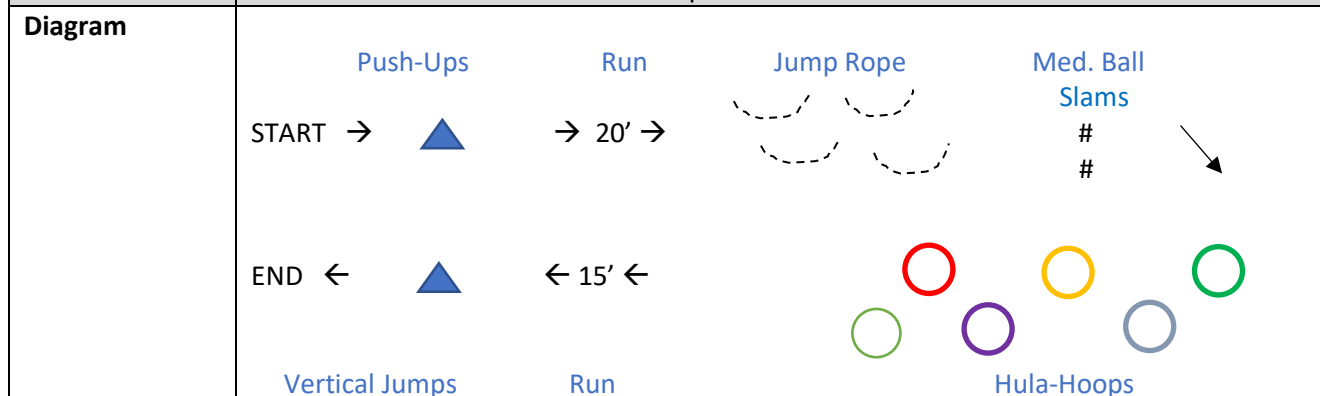 Diagram
Push-Ups Run Jump Rope Med. Ball
Slams
START → → 20’ → #
#
END ← ← 15’ ←
Vertical Jumps Run Hula-Hoops